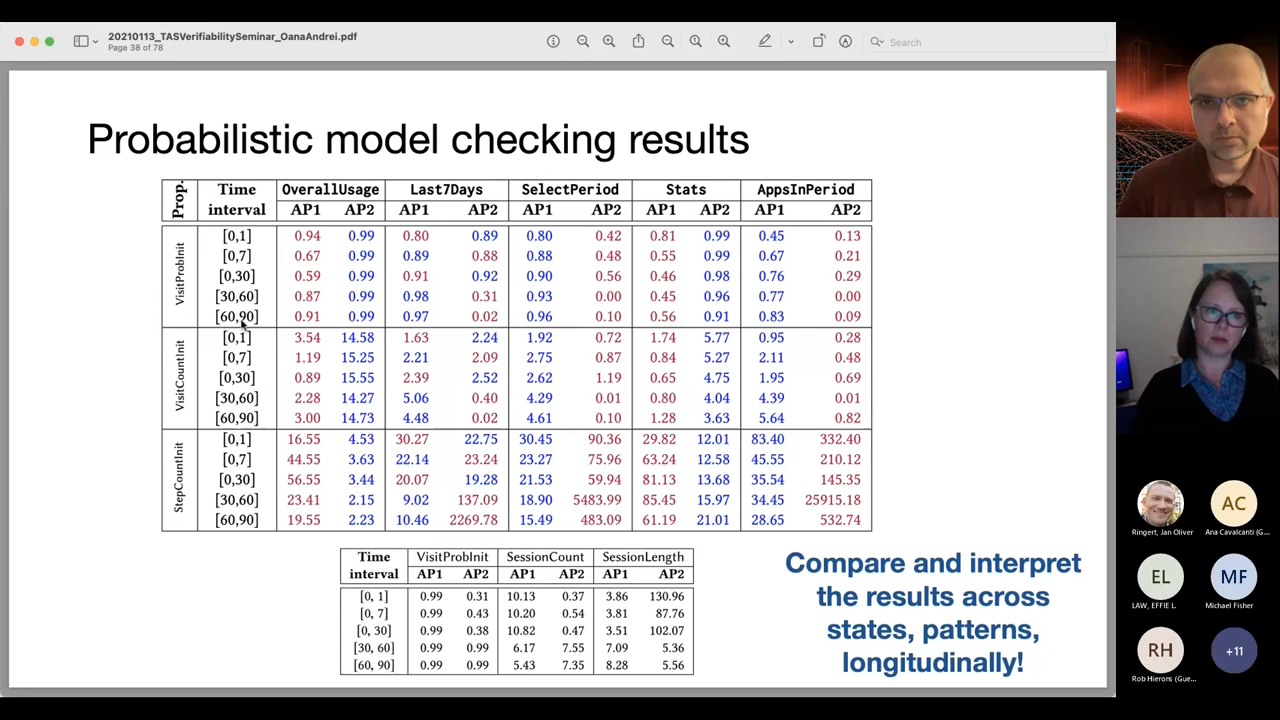 20210113_TASVerifiabilitySeminar_OanaAndrei.pdf
Page 38 of 78
Search
Probabilistic model checking results
Prop. Time interval OverallUsage Last7Days SelectPeriod Stats AppsInPeriod
AP1 AP2 AP1 AP2 AP1 AP2 AP1 AP2 AP1 AP2
VisitProbInit
[0,1] 0.94 0.99 0.80 0.89 0.80 0.42 0.81 0.99 0.45 0.13
[0,7] 0.67 0.99 0.89 0.88 0.88 0.48 0.55 0.99 0.67 0.21
[0,30] 0.59 0.99 0.91 0.92 0.90 0.56 0.46 0.98 0.76 0.29
[30,60] 0.87 0.99 0.98 0.31 0.93 0.00 0.45 0.96 0.77 0.00
[60,90] 0.91 0.99 0.97 0.02 0.96 0.10 0.56 0.91 0.83 0.09
VisitCountInit
[0,1] 3.54 14.58 1.63 2.24 1.92 0.72 1.74 5.77 0.95 0.28
[0,7] 1.19 15.25 2.21 2.09 2.75 0.87 0.84 5.27 2.11 0.48
[0,30] 0.89 15.55 2.39 2.52 2.62 1.19 0.65 4.75 1.95 0.69
[30,60] 2.28 14.27 5.06 0.40 4.29 0.01 0.80 4.04 4.39 0.01
[60,90] 3.00 14.73 4.48 0.02 4.61 0.10 1.28 3.63 5.64 0.82
StepCountInit
[0,1] 16.55 4.53 30.27 22.75 30.45 90.36 29.82 12.01 83.40 332.40
[0,7] 44.55 3.63 22.14 23.24 23.27 75.96 63.24 12.58 45.55 210.12
[0,30] 56.55 3.44 20.07 19.28 21.53 59.94 81.13 13.68 35.54 145.35
[30,60] 23.41 2.15 9.02 137.09 18.90 5483.99 85.45 15.97 34.45 25915.18
[60,90] 19.55 2.23 10.46 2269.78 15.49 483.09 61.19 21.01 28.65 532.74
Time interval VisitProbInit SessionCount SessionLength
AP1 AP2 AP1 AP2 AP1 AP2
[0, 1] 0.99 0.31 10.13 0.37 3.86 130.96
[0, 7] 0.99 0.43 10.20 0.54 3.81 87.76
[0, 30] 0.99 0.38 10.82 0.47 3.51 102.07
[30, 60] 0.99 0.99 6.17 7.55 7.09 5.36
[60, 90] 0.99 0.99 5.43 7.35 8.28 5.56
Compare and interpret
the results across
states, patterns,
longitudinally!
Ringert, Jan Oliver
AC
Ana Cavalcanti (G...
EL
LAW, EFFIE L.
MF
Michael Fisher
RH
Rob Hierons (Gue...
+11